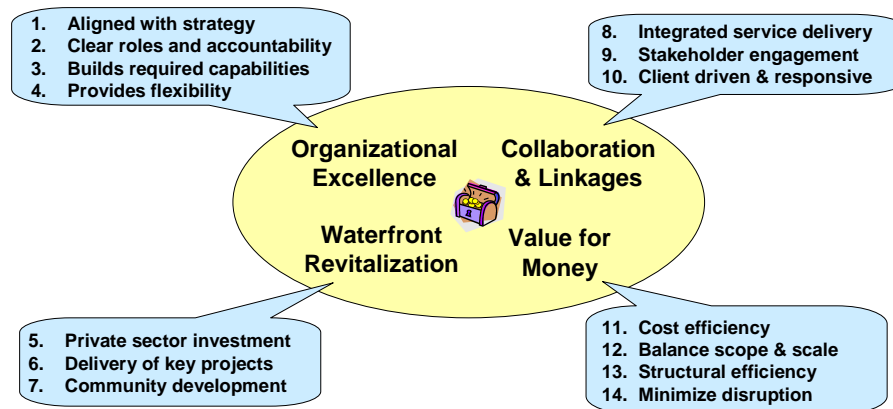 1. Aligned with strategy
2. Clear roles and accountability
3. Builds required capabilities
4. Provides flexibility
8. Integrated service delivery
9. Stakeholder engagement
10. Client driven & responsive
Organizational
Excellence
Collaboration
& Linkages
Waterfront
Revitalization
Value for
Money
5. Private sector investment
6. Delivery of key projects
7. Community development
11. Cost efficiency
12. Balance scope & scale
13. Structural efficiency
14. Minimize disruption